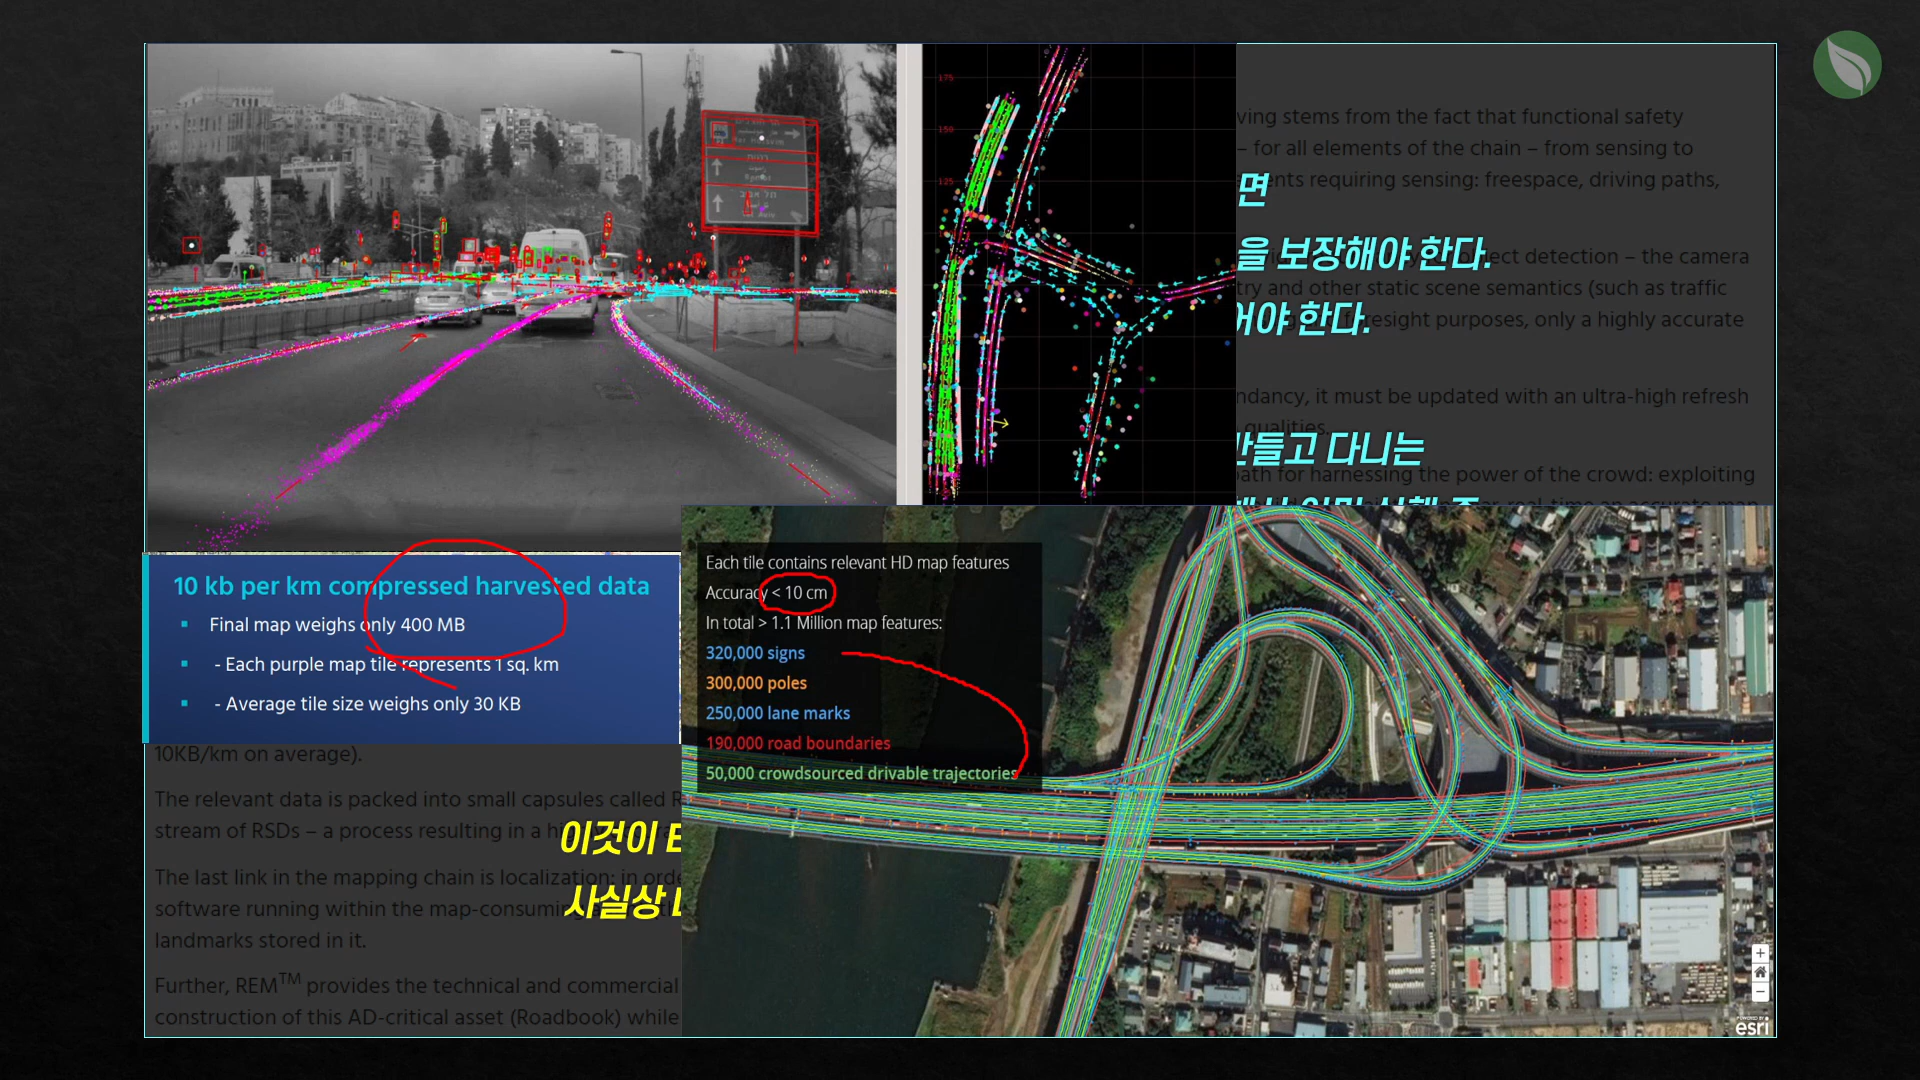 175
150
125
ving stems from the fact that functional safety
– for all elements of the chain – from sensing to
nts requiring sensing: freespace, driving paths,
면
을 보장해야 한다.
ect detection – the camera
try and other static scene semantics (such as traffic
어야 한다.
esight purposes, only a highly accurate
ndancy, it must be updated with an ultra-high refresh
qualities.
만들고 다니는
ath for harnessing the power of the crowd: exploiting
10 kb per km compressed harvested data
Final map weighs only 400 MB
- Each purple map tile represents 1 sq. km
- Average tile size weighs only 30 KB
Each tile contains relevant HD map features
Accuracy < 10 cm
In total > 1.1 Million map features:
320,000 signs
300,000 poles
250,000 lane marks
190,000 road boundaries
50,000 crowdsourced drivable trajectories
10KB/km on average).
The relevant data is packed into small capsules called R
stream of RSDs – a process resulting in a hi
이것이
The last link in the mapping chain is localization: in orde
사실상
software running within the map-consuming
landmarks stored in it.
Further, REM™ provides the technical and commercial
construction of this AD-critical asset (Roadbook) while
POWERED BY
esri